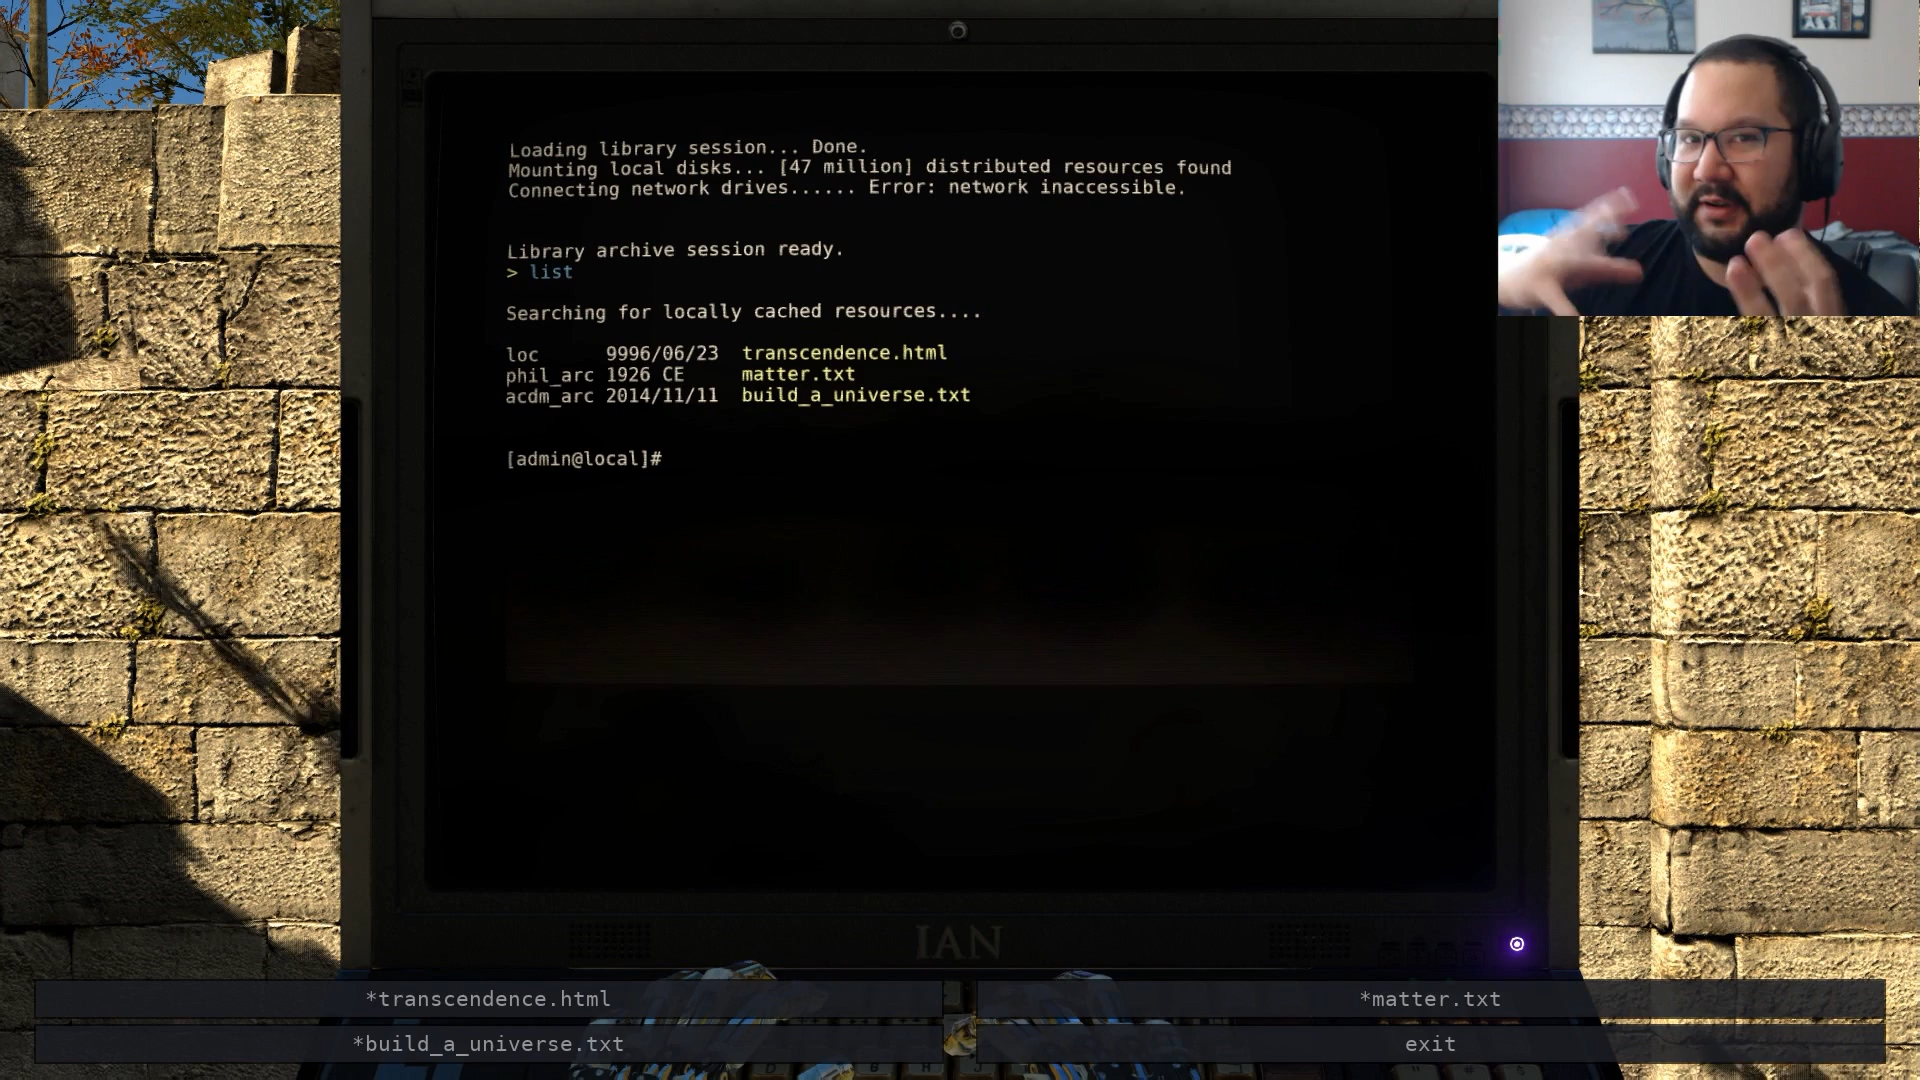 Loading library session... Done.
Mounting local disks... [47 million] distributed resources found
Connecting network drives...... Error: network inaccessible.
Library archive session ready.
> list
Searching for locally cached resources....
loc 9996/06/23 transcendence.html
phil_arc 1926 CE matter.txt
acdm_arc 2014/11/11 build_a_universe.txt
[admin@local]#
IAN
*transcendence.html
*matter.txt
*build_a_universe.txt
exit